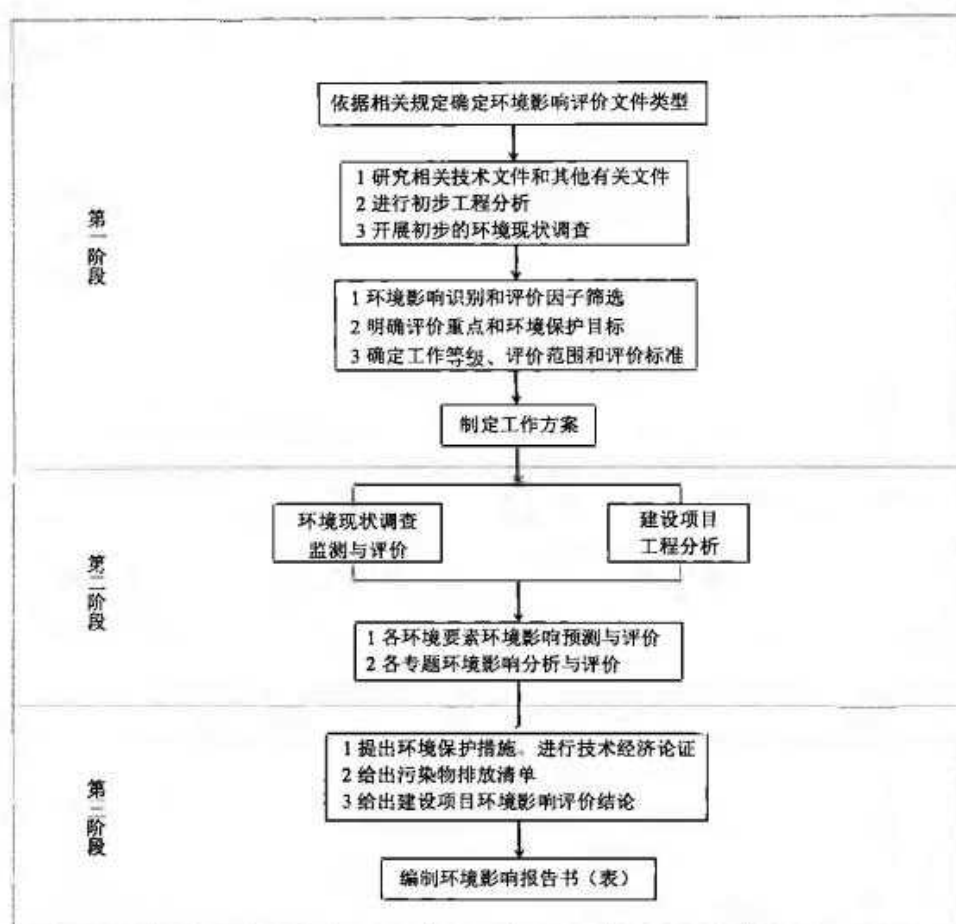 第一阶段
依据相关规定确定环境影响评价文件类型
1 研究相关技术文件和其他有关文件
2 进行初步工程分析
3 开展初步的环境现状调查
1 环境影响识别和评价因子筛选
2 明确评价重点和环境保护目标
3 确定工作等级、评价范围和评价标准
制定工作方案
第二阶段
环境现状调查
监测与评价
建设项目
工程分析
1 各环境要素环境影响预测与评价
2 各专题环境影响分析与评价
第三阶段
1 提出环境保护措施。进行技术经济论证
2 给出污染物排放清单
3 给出建设项目环境影响评价结论
编制环境影响报告书（表）